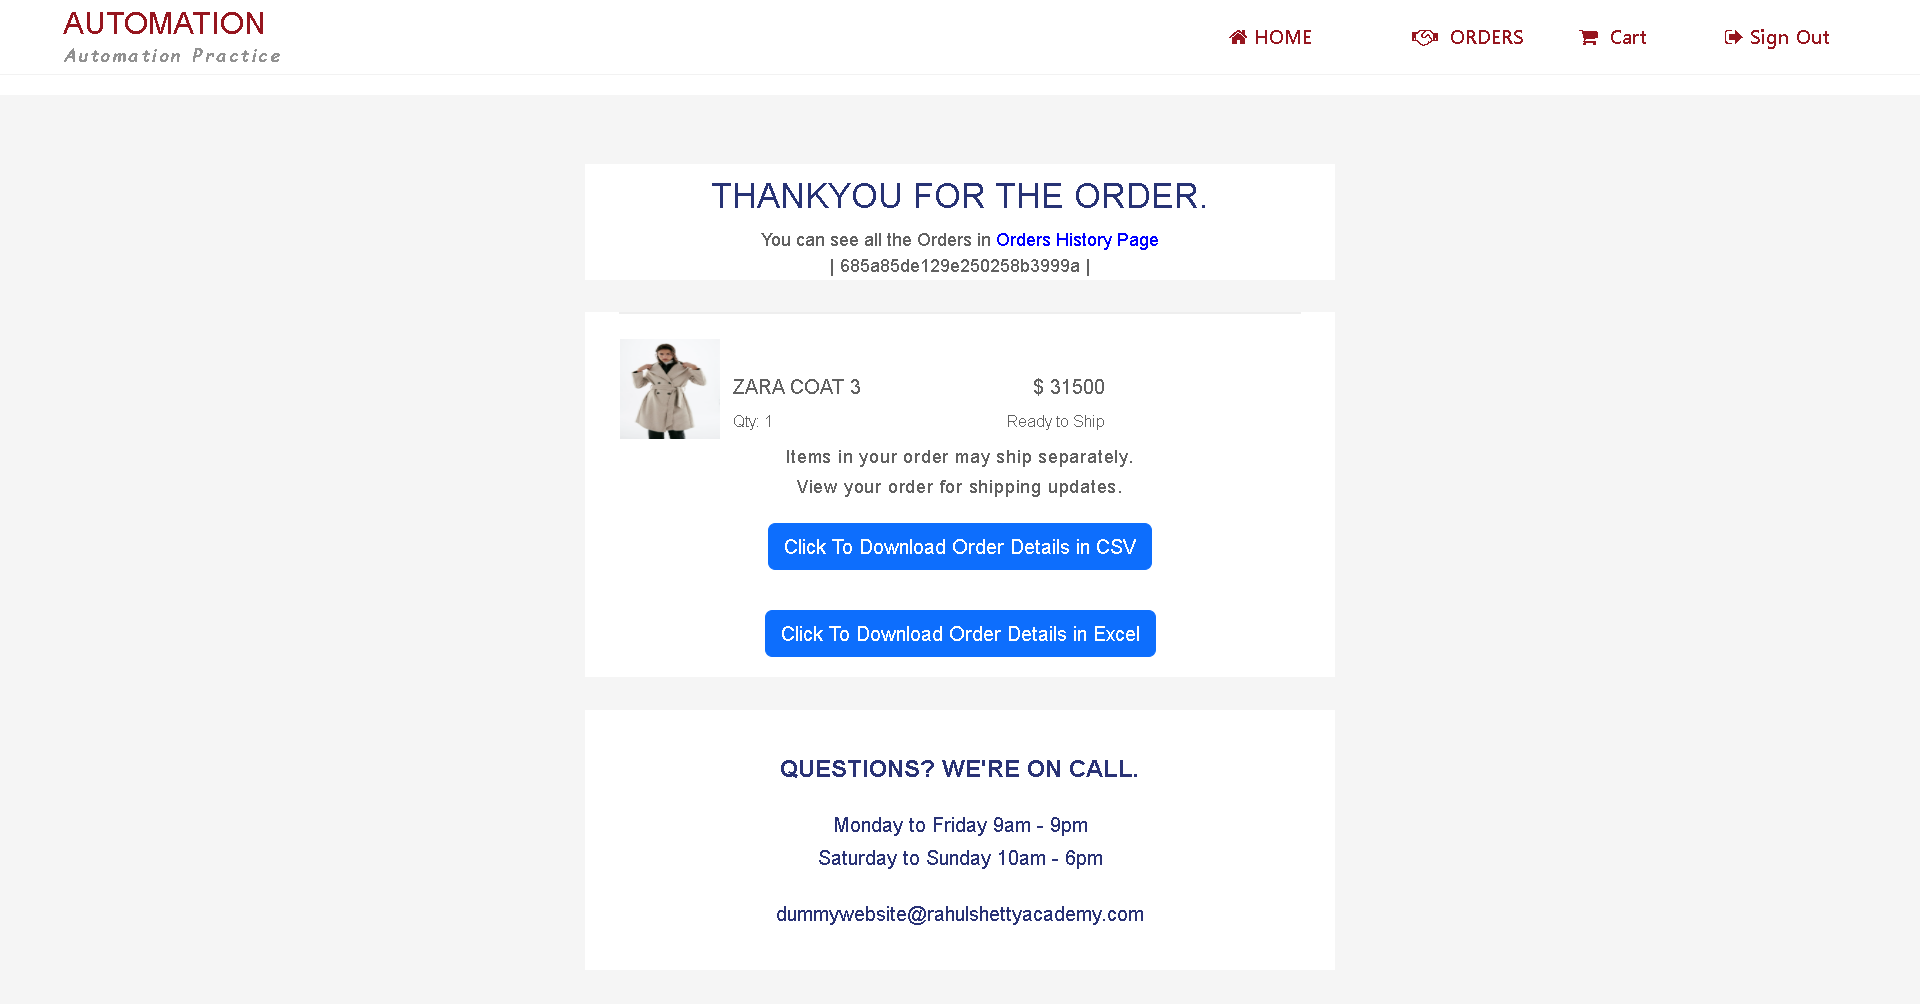 AUTOMATION
Automation Practice
HOME
ORDERS
Cart
Sign Out
THANKYOU FOR THE ORDER.
You can see all the Orders in Orders History Page
| 685a85de129e250258b3999a |
ZARA COAT 3
$ 31500
Qty: 1
Ready to Ship
Items in your order may ship separately.
View your order for shipping updates.
Click To Download Order Details in CSV
Click To Download Order Details in Excel
QUESTIONS? WE'RE ON CALL.
Monday to Friday 9am - 9pm
Saturday to Sunday 10am - 6pm
dummywebsite@rahulshettyacademy.com